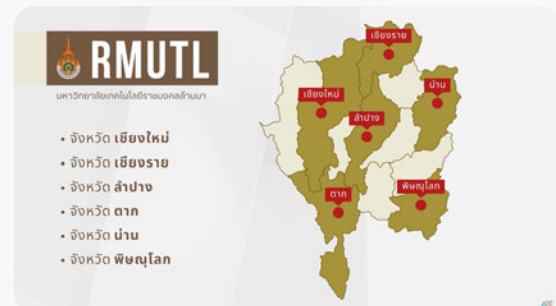 RMUTL
มหาวิทยาลัยเทคโนโลยีราชมงคลล้านนา
• จังหวัด เชียงใหม่
• จังหวัด เชียงราย
• จังหวัด ลำปาง
• จังหวัด ตาก
• จังหวัด น่าน
• จังหวัด พิษณุโลก
เชียงราย
น่าน
เชียงใหม่
ลำปาง
ตาก
พิษณุโลก